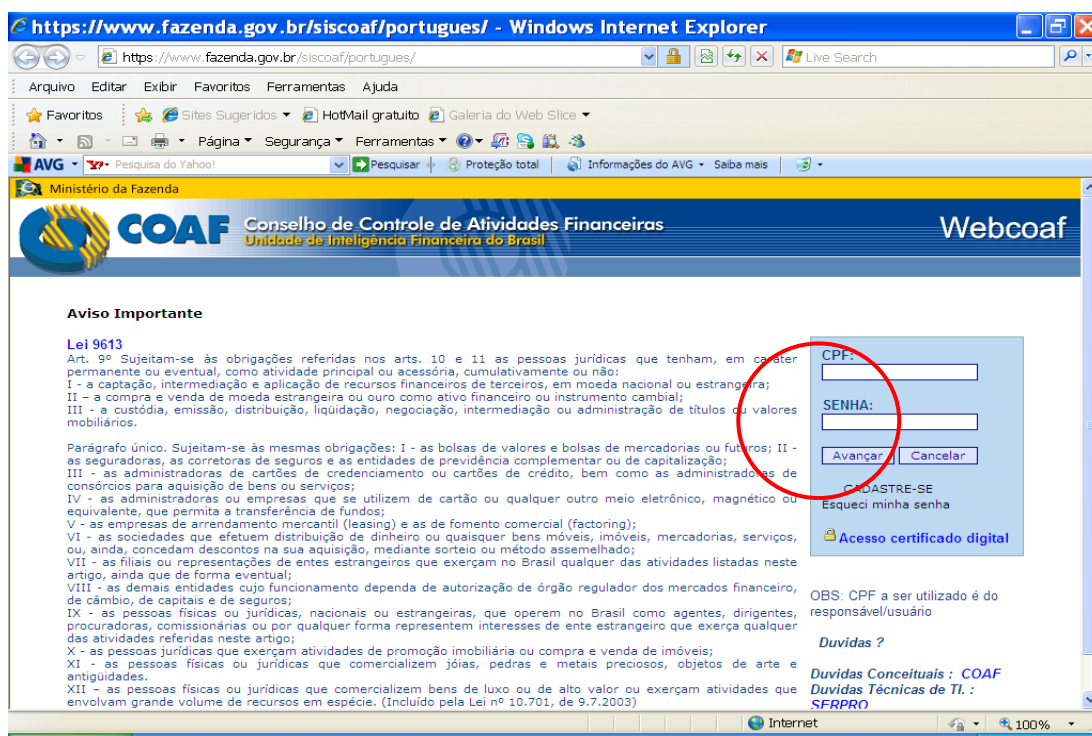 https://www.fazenda.gov.br/siscoaf/portugues/ - Windows Internet Explorer
https://www.fazenda.gov.br/siscoaf/portugues/
Live Search
Arquivo Editar Exibir Favoritos Ferramentas Ajuda
Favoritos Sites Sugeridos HotMail gratuito Galeria do Web Slice
Página Segurança Ferramentas
AVG Y! Pesquisa do Yahoo! Pesquisar Proteção total Informações do AVG Saiba mais
Ministério da Fazenda
COAF Conselho de Controle de Atividades Financeiras
Unidade de Inteligência Financeira do Brasil
Webcoaf
Aviso Importante
Lei 9613
Art. 9º Sujeitam-se às obrigações referidas nos arts. 10 e 11 as pessoas jurídicas que tenham, em caráter
permanente ou eventual, como atividade principal ou acessória, cumulativamente ou não:
I - a captação, intermediação e aplicação de recursos financeiros de terceiros, em moeda nacional ou estrangeira;
II – a compra e venda de moeda estrangeira ou ouro como ativo financeiro ou instrumento cambial;
III - a custódia, emissão, distribuição, liqüidação, negociação, intermediação ou administração de títulos ou valores
mobiliários.
Parágrafo único. Sujeitam-se às mesmas obrigações: I - as bolsas de valores e bolsas de mercadorias ou futuros; II -
as seguradoras, as corretoras de seguros e as entidades de previdência complementar ou de capitalização;
III - as administradoras de cartões de credenciamento ou cartões de crédito, bem como as administradoras de
consórcios para aquisição de bens ou serviços;
IV - as administradoras ou empresas que se utilizem de cartão ou qualquer outro meio eletrônico, magnético ou
equivalente, que permita a transferência de fundos;
V - as empresas de arrendamento mercantil (leasing) e as de fomento comercial (factoring);
VI - as sociedades que efetuem distribuição de dinheiro ou quaisquer bens móveis, imóveis, mercadorias, serviços,
ou, ainda, concedam descontos na sua aquisição, mediante sorteio ou método assemelhado;
VII - as filiais ou representações de entes estrangeiros que exerçam no Brasil qualquer das atividades listadas neste
artigo, ainda que de forma eventual;
VIII - as demais entidades cujo funcionamento dependa de autorização de órgão regulador dos mercados financeiro,
de câmbio, de capitais e de seguros;
IX - as pessoas físicas ou jurídicas, nacionais ou estrangeiras, que operem no Brasil como agentes, dirigentes,
procuradoras, comissionárias ou por qualquer forma representem interesses de ente estrangeiro que exerça qualquer
das atividades referidas neste artigo;
X - as pessoas jurídicas que exerçam atividades de promoção imobiliária ou compra e venda de imóveis;
XI - as pessoas físicas ou jurídicas que comercializem jóias, pedras e metais preciosos, objetos de arte e
antigüidades.
XII – as pessoas físicas ou jurídicas que comercializem bens de luxo ou de alto valor ou exerçam atividades que
envolvam grande volume de recursos em espécie. (Incluído pela Lei nº 10.701, de 9.7.2003)
CPF:
SENHA:
Avançar Cancelar
CADASTRE-SE
Esqueci minha senha
Acesso certificado digital
OBS: CPF a ser utilizado é do
responsável/usuário
Duvidas ?
Duvidas Conceituais : COAF
Duvidas Técnicas de TI. :
SERPRO
Internet 100%